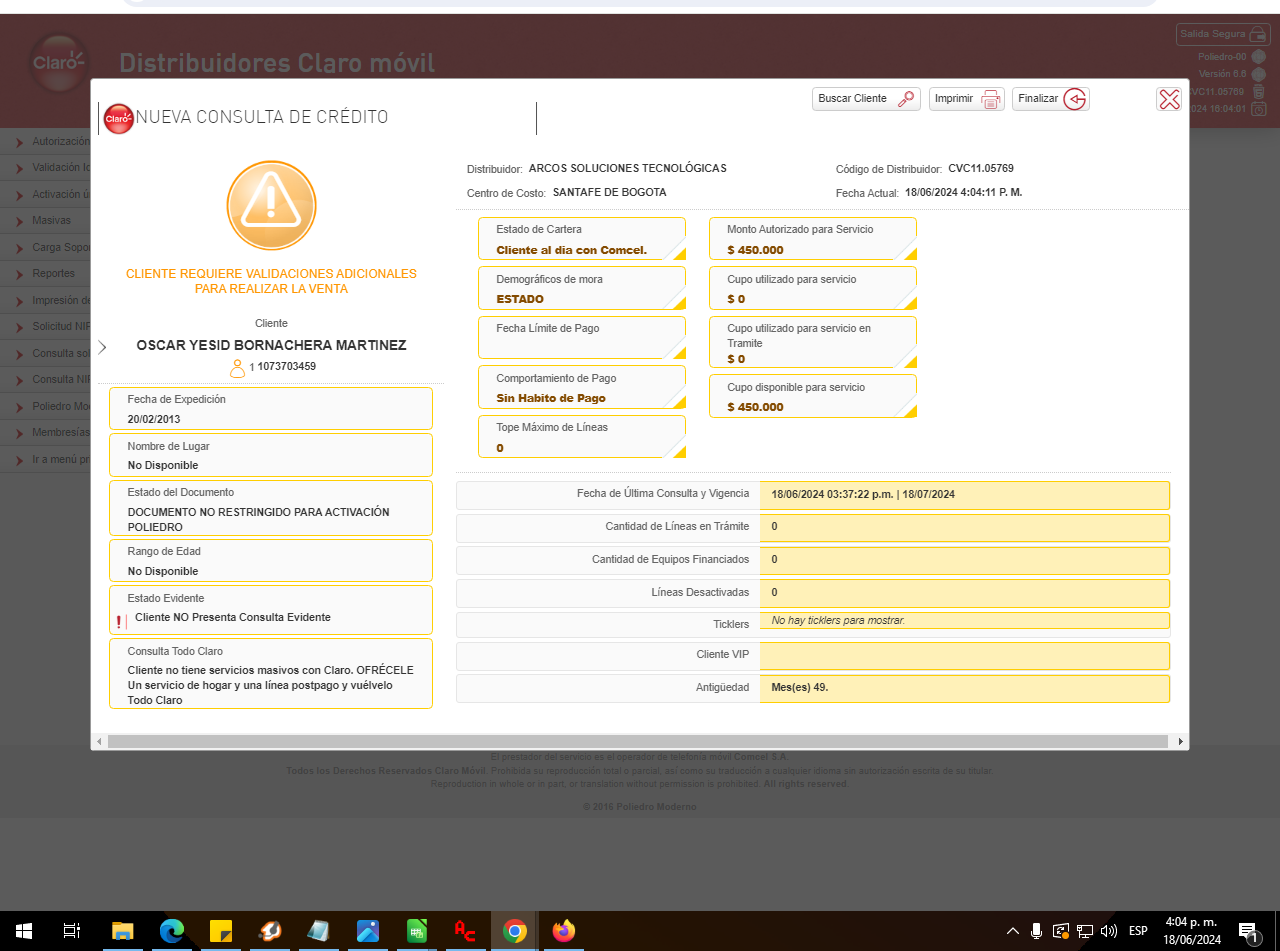 Salida Segura
Claro-
Distribuidores Claro móvil
Poliedro-00
Versión 6.6
VC11.05769
024 16:04:01
Buscar Cliente
Imprimir
Finalizar
Claro-
NUEVA CONSULTA DE CRÉDITO
Autorización
Validación Id
Activación ú
Masivas
Carga Sopo
Reportes
Impresión de
Solicitud NIP
Consulta sol
Consulta NIP
Poliedro Mo
Membresías
Ir a menú pr
CLIENTE REQUIERE VALIDACIONES ADICIONALES
PARA REALIZAR LA VENTA
Cliente
OSCAR YESID BORNACHERA MARTINEZ
1 1073703459
Fecha de Expedición
20/02/2013
Nombre de Lugar
No Disponible
Estado del Documento
DOCUMENTO NO RESTRINGIDO PARA ACTIVACIÓN
POLIEDRO
Rango de Edad
No Disponible
Estado Evidente
! Cliente NO Presenta Consulta Evidente
Consulta Todo Claro
Cliente no tiene servicios masivos con Claro. OFRÉCELE
Un servicio de hogar y una línea postpago y vuélvelo
Todo Claro
Distribuidor: ARCOS SOLUCIONES TECNOLÓGICAS
Código de Distribuidor: CVC11.05769
Centro de Costo: SANTAFE DE BOGOTA
Fecha Actual: 18/06/2024 4:04:11 P. M.
Estado de Cartera
Cliente al dia con Comcel.
Demográficos de mora
ESTADO
Fecha Límite de Pago
Comportamiento de Pago
Sin Habito de Pago
Tope Máximo de Líneas
0
Monto Autorizado para Servicio
$ 450.000
Cupo utilizado para servicio
$ 0
Cupo utilizado para servicio en
Tramite
$ 0
Cupo disponible para servicio
$ 450.000
Fecha de Última Consulta y Vigencia 18/06/2024 03:37:22 p.m. | 18/07/2024
Cantidad de Líneas en Trámite 0
Cantidad de Equipos Financiados 0
Líneas Desactivadas 0
Ticklers No hay ticklers para mostrar.
Cliente VIP
Antigüedad Mes(es) 49.
El prestador del servicio es el operador de telefonía móvil Comcel S.A.
Todos los Derechos Reservados Claro Móvil. Prohibida su reproducción total o parcial, así como su traducción a cualquier idioma sin autorización escrita de su titular
Reproduction in whole or in part, or translation without permission is prohibited. All rights reserved
© 2016 Poliedro Moderno
ESP
4:04 p. m.
18/06/2024
1